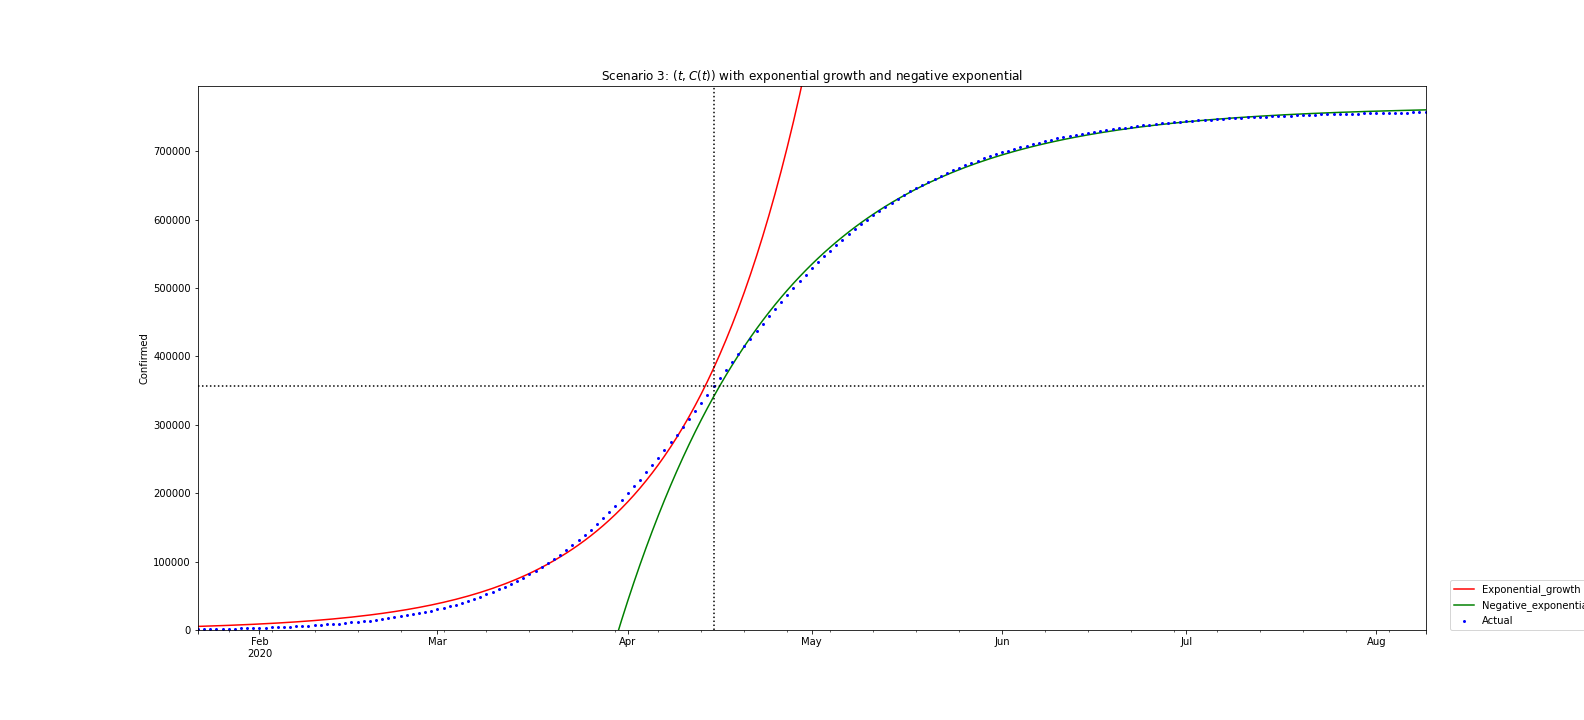 Scenario 3: (t, C(t)) with exponential growth and negative exponential
Confirmed
700000
600000
500000
400000
300000
200000
100000
0
Feb
2020
Mar
Apr
May
Jun
Jul
Aug
Exponential_growth
Negative_exponentia
Actual